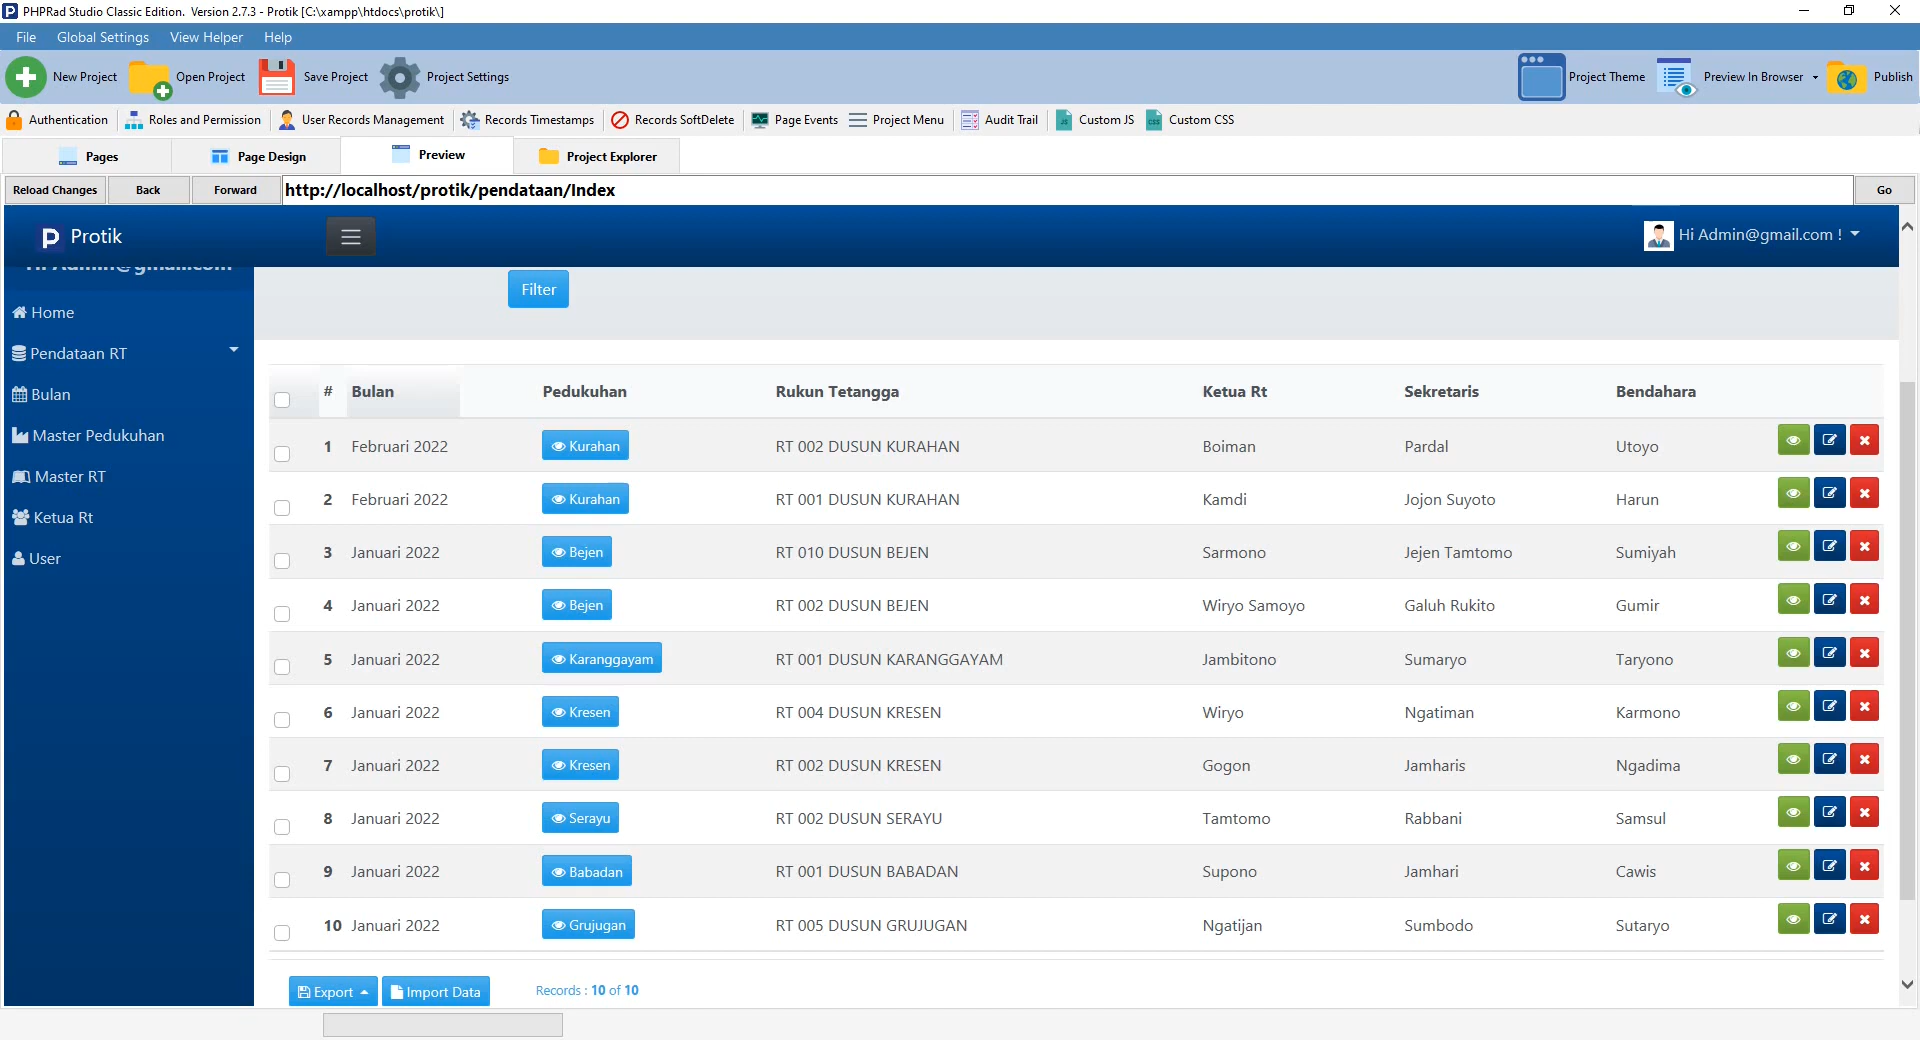 PHPRad Studio Classic Edition.  Version 2.7.3 - Protik [C:\xampp\htdocs\protik\]
File Global Settings View Helper Help
New Project Open Project Save Project Project Settings Project Theme Preview In Browser Publish
Authentication Roles and Permission User Records Management Records Timestamps Records SoftDelete Page Events Project Menu Audit Trail Custom JS Custom CSS
Pages Page Design Preview Project Explorer
Reload Changes Back Forward http://localhost/protik/pendataan/Index Go
Protik Hi Admin@gmail.com !
Hi Admin@gmail.com
Filter
Home
Pendataan RT
Bulan
Master Pedukuhan
Master RT
Ketua Rt
User
# Bulan Pedukuhan Rukun Tetangga Ketua Rt Sekretaris Bendahara
1 Februari 2022 Kurahan RT 002 DUSUN KURAHAN Boiman Pardal Utoyo
2 Februari 2022 Kurahan RT 001 DUSUN KURAHAN Kamdi Jojon Suyoto Harun
3 Januari 2022 Bejen RT 010 DUSUN BEJEN Sarmono Jejen Tamtomo Sumiyah
4 Januari 2022 Bejen RT 002 DUSUN BEJEN Wiryo Samoyo Galuh Rukito Gumir
5 Januari 2022 Karanggayam RT 001 DUSUN KARANGGAYAM Jambitono Sumaryo Taryono
6 Januari 2022 Kresen RT 004 DUSUN KRESEN Wiryo Ngatiman Karmono
7 Januari 2022 Kresen RT 002 DUSUN KRESEN Gogon Jamharis Ngadima
8 Januari 2022 Serayu RT 002 DUSUN SERAYU Tamtomo Rabbani Samsul
9 Januari 2022 Babadan RT 001 DUSUN BABADAN Supono Jamhari Cawis
10 Januari 2022 Grujugan RT 005 DUSUN GRUJUGAN Ngatijan Sumbodo Sutaryo
Export Import Data Records : 10 of 10